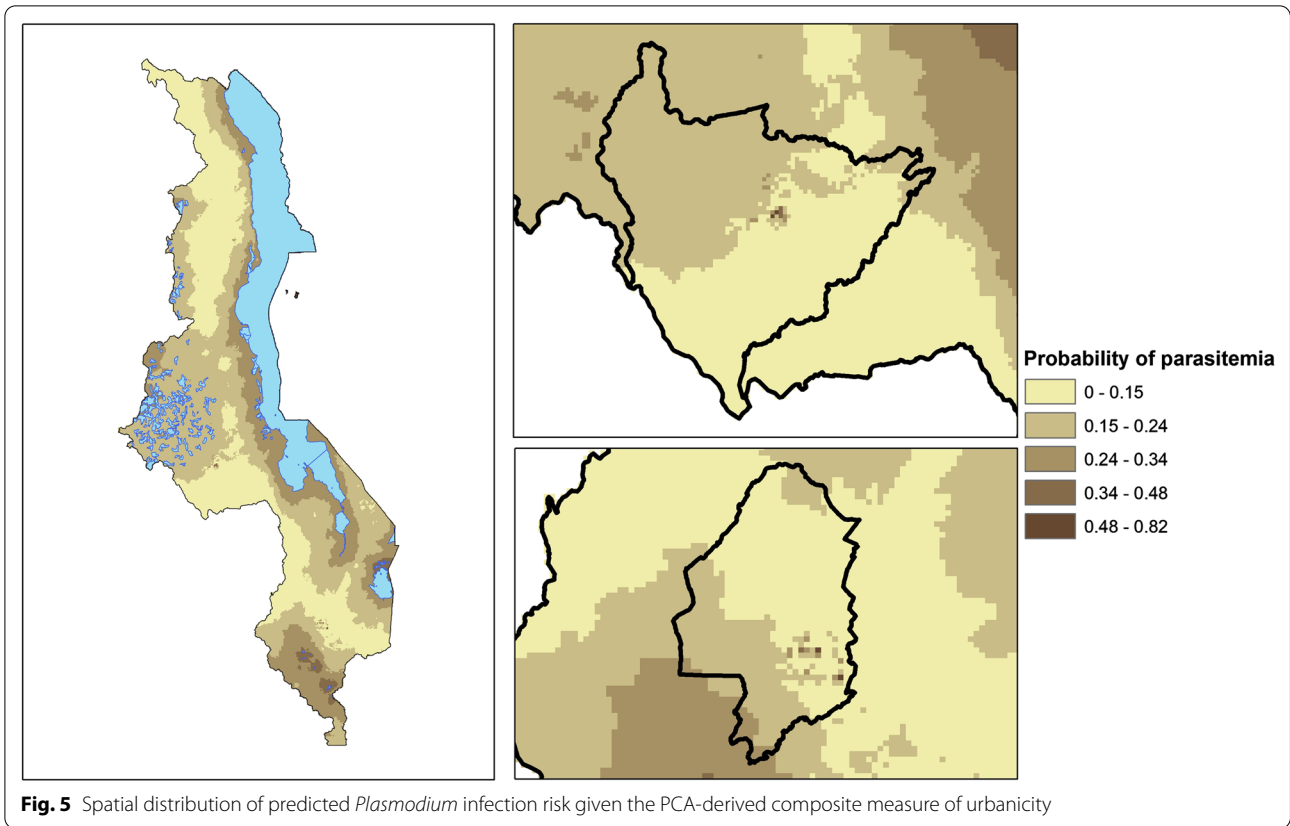 Probability of parasitemia
0 - 0.15
0.15 - 0.24
0.24 - 0.34
0.34 - 0.48
0.48 - 0.82
Fig. 5 Spatial distribution of predicted Plasmodium infection risk given the PCA-derived composite measure of urbanicity